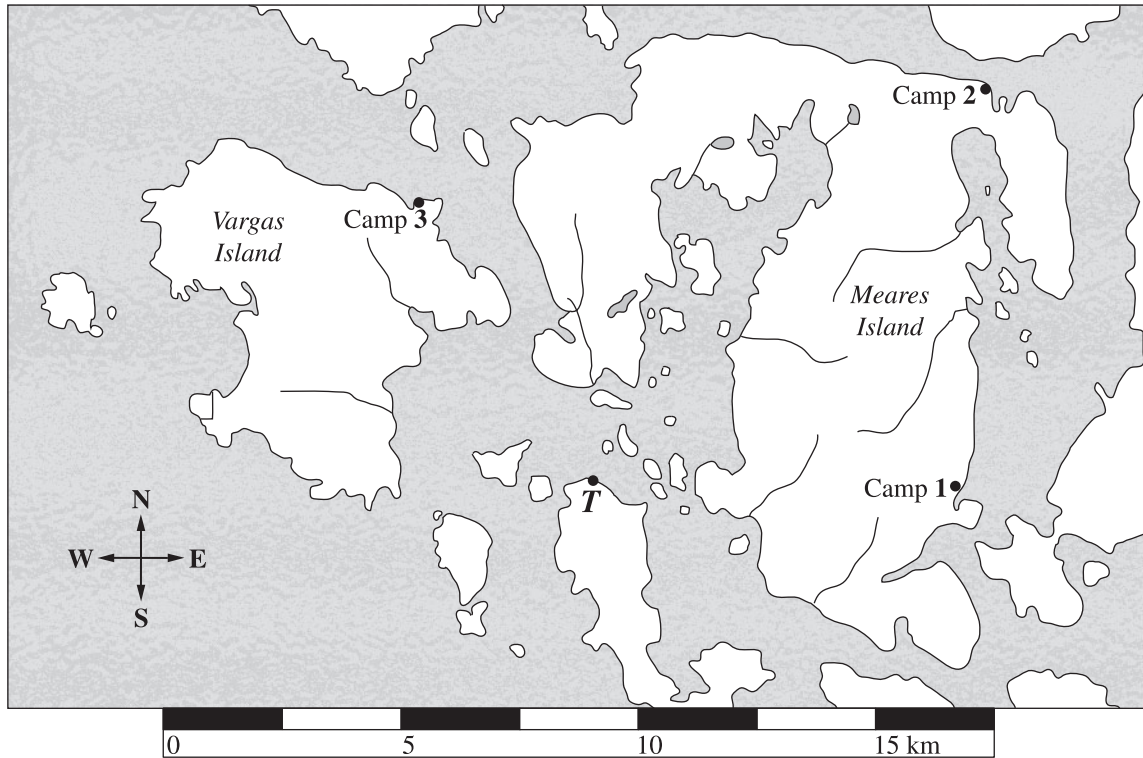 Camp 2
Vargas
Island
Camp 3
Meares
Island
T
Camp 1
N
W E
S
0 5 10 15 km